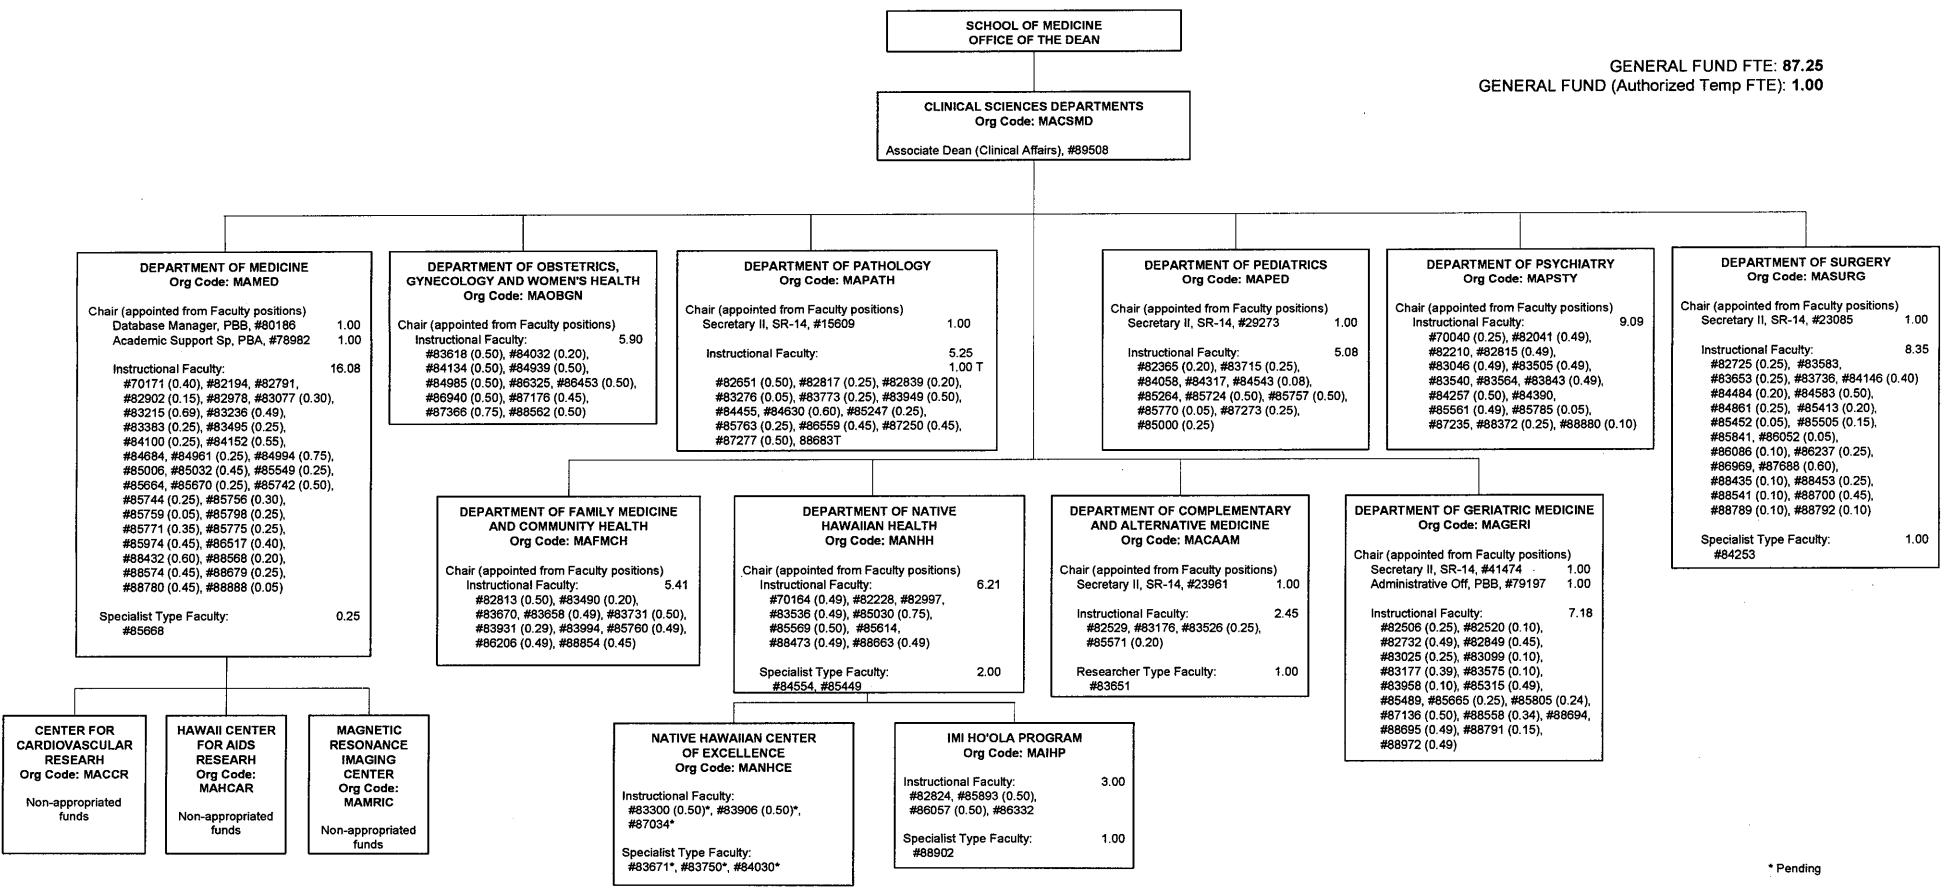 SCHOOL OF MEDICINE
OFFICE OF THE DEAN
GENERAL FUND FTE: 87.25
GENERAL FUND (Authorized Temp FTE): 1.00
CLINICAL SCIENCES DEPARTMENTS
Org Code: MACSMD
Associate Dean (Clinical Affairs), #89508
DEPARTMENT OF MEDICINE
Org Code: MAMED
Chair (appointed from Faculty positions)
Database Manager, PBB, #80186 1.00
Academic Support Sp, PBA, #78982 1.00
Instructional Faculty: 16.08
#70171 (0.40), #82194, #82791,
#82902 (0.15), #82978, #83077 (0.30),
#83215 (0.69), #83236 (0.49),
#83383 (0.25), #83495 (0.25),
#84100 (0.25), #84152 (0.55),
#84684, #84961 (0.25), #84994 (0.75),
#85006, #85032 (0.45), #85549 (0.25),
#85664, #85670 (0.25), #85742 (0.50),
#85744 (0.25), #85756 (0.30),
#85759 (0.05), #85798 (0.25),
#85771 (0.35), #85775 (0.25),
#85974 (0.45), #86517 (0.40),
#88432 (0.60), #88568 (0.20),
#88574 (0.45), #88679 (0.25),
#88780 (0.45), #88888 (0.05)
Specialist Type Faculty: 0.25
#85668
DEPARTMENT OF OBSTETRICS,
GYNECOLOGY AND WOMEN'S HEALTH
Org Code: MAOBGN
Chair (appointed from Faculty positions)
Instructional Faculty: 5.90
#83618 (0.50), #84032 (0.20),
#84134 (0.50), #84939 (0.50),
#84985 (0.50), #86325, #86453 (0.50),
#86940 (0.50), #87176 (0.45),
#87366 (0.75), #88562 (0.50)
DEPARTMENT OF PATHOLOGY
Org Code: MAPATH
Chair (appointed from Faculty positions)
Secretary II, SR-14, #15609 1.00
Instructional Faculty: 5.25
1.00 T
#82651 (0.50), #82817 (0.25), #82839 (0.20),
#83276 (0.05), #83773 (0.25), #83949 (0.50),
#84455, #84630 (0.60), #85247 (0.25),
#85763 (0.25), #86559 (0.45), #87250 (0.45),
#87277 (0.50), 88683T
DEPARTMENT OF PEDIATRICS
Org Code: MAPED
Chair (appointed from Faculty positions)
Secretary II, SR-14, #29273 1.00
Instructional Faculty: 5.08
#82365 (0.20), #83715 (0.25),
#84058, #84317, #84543 (0.08),
#85264, #85724 (0.50), #85757 (0.50),
#85770 (0.05), #87273 (0.25),
#85000 (0.25)
DEPARTMENT OF PSYCHIATRY
Org Code: MAPSTY
Chair (appointed from Faculty positions)
Instructional Faculty: 9.09
#70040 (0.25), #82041 (0.49),
#82210, #82815 (0.49),
#83046 (0.49), #83505 (0.49),
#83540, #83564, #83843 (0.49),
#84257 (0.50), #84390,
#85561 (0.49), #85785 (0.05),
#87235, #88372 (0.25), #88880 (0.10)
DEPARTMENT OF SURGERY
Org Code: MASURG
Chair (appointed from Faculty positions)
Secretary II, SR-14, #23085 1.00
Instructional Faculty: 8.35
#82725 (0.25), #83583,
#83653 (0.25), #83736, #84146 (0.40)
#84484 (0.20), #84583 (0.50),
#84861 (0.25), #85413 (0.20),
#85452 (0.05), #85505 (0.15),
#85841, #86052 (0.05),
#86086 (0.10), #86237 (0.25),
#86969, #87688 (0.60),
#88435 (0.10), #88453 (0.25),
#88541 (0.10), #88700 (0.45),
#88789 (0.10), #88792 (0.10)
Specialist Type Faculty: 1.00
#84253
DEPARTMENT OF FAMILY MEDICINE
AND COMMUNITY HEALTH
Org Code: MAFMCH
Chair (appointed from Faculty positions)
Instructional Faculty: 5.41
#82813 (0.50), #83490 (0.20),
#83670, #83658 (0.49), #83731 (0.50),
#83931 (0.29), #83994, #85760 (0.49),
#86206 (0.49), #88854 (0.45)
DEPARTMENT OF NATIVE
HAWAIIAN HEALTH
Org Code: MANHH
Chair (appointed from Faculty positions)
Instructional Faculty: 6.21
#70164 (0.49), #82228, #82997,
#83536 (0.49), #85030 (0.75),
#85569 (0.50), #85614,
#88473 (0.49), #88663 (0.49)
Specialist Type Faculty: 2.00
#84554, #85449
DEPARTMENT OF COMPLEMENTARY
AND ALTERNATIVE MEDICINE
Org Code: MACAAM
Chair (appointed from Faculty positions)
Secretary II, SR-14, #23961 1.00
Instructional Faculty: 2.45
#82529, #83176, #83526 (0.25),
#85571 (0.20)
Researcher Type Faculty: 1.00
#83651
DEPARTMENT OF GERIATRIC MEDICINE
Org Code: MAGERI
Chair (appointed from Faculty positions)
Secretary II, SR-14, #41474 1.00
Administrative Off, PBB, #79197 1.00
Instructional Faculty: 7.18
#82506 (0.25), #82520 (0.10),
#82732 (0.49), #82849 (0.45),
#83025 (0.25), #83099 (0.10),
#83177 (0.39), #83575 (0.10),
#83958 (0.10), #85315 (0.49),
#85489, #85665 (0.25), #85805 (0.24),
#87136 (0.50), #88558 (0.34), #88694,
#88695 (0.49), #88791 (0.15),
#88972 (0.49)
CENTER FOR
CARDIOVASCULAR
RESEARH
Org Code: MACCR
Non-appropriated
funds
HAWAII CENTER
FOR AIDS
RESEARH
Org Code:
MAHCAR
Non-appropriated
funds
MAGNETIC
RESONANCE
IMAGING
CENTER
Org Code:
MAMRIC
Non-appropriated
funds
NATIVE HAWAIIAN CENTER
OF EXCELLENCE
Org Code: MANHCE
Instructional Faculty:
#83300 (0.50)*, #83906 (0.50)*,
#87034*
Specialist Type Faculty:
#83671*, #83750*, #84030*
IMI HO'OLA PROGRAM
Org Code: MAIHP
Instructional Faculty: 3.00
#82824, #85893 (0.50),
#86057 (0.50), #86332
Specialist Type Faculty: 1.00
#88902
* Pending